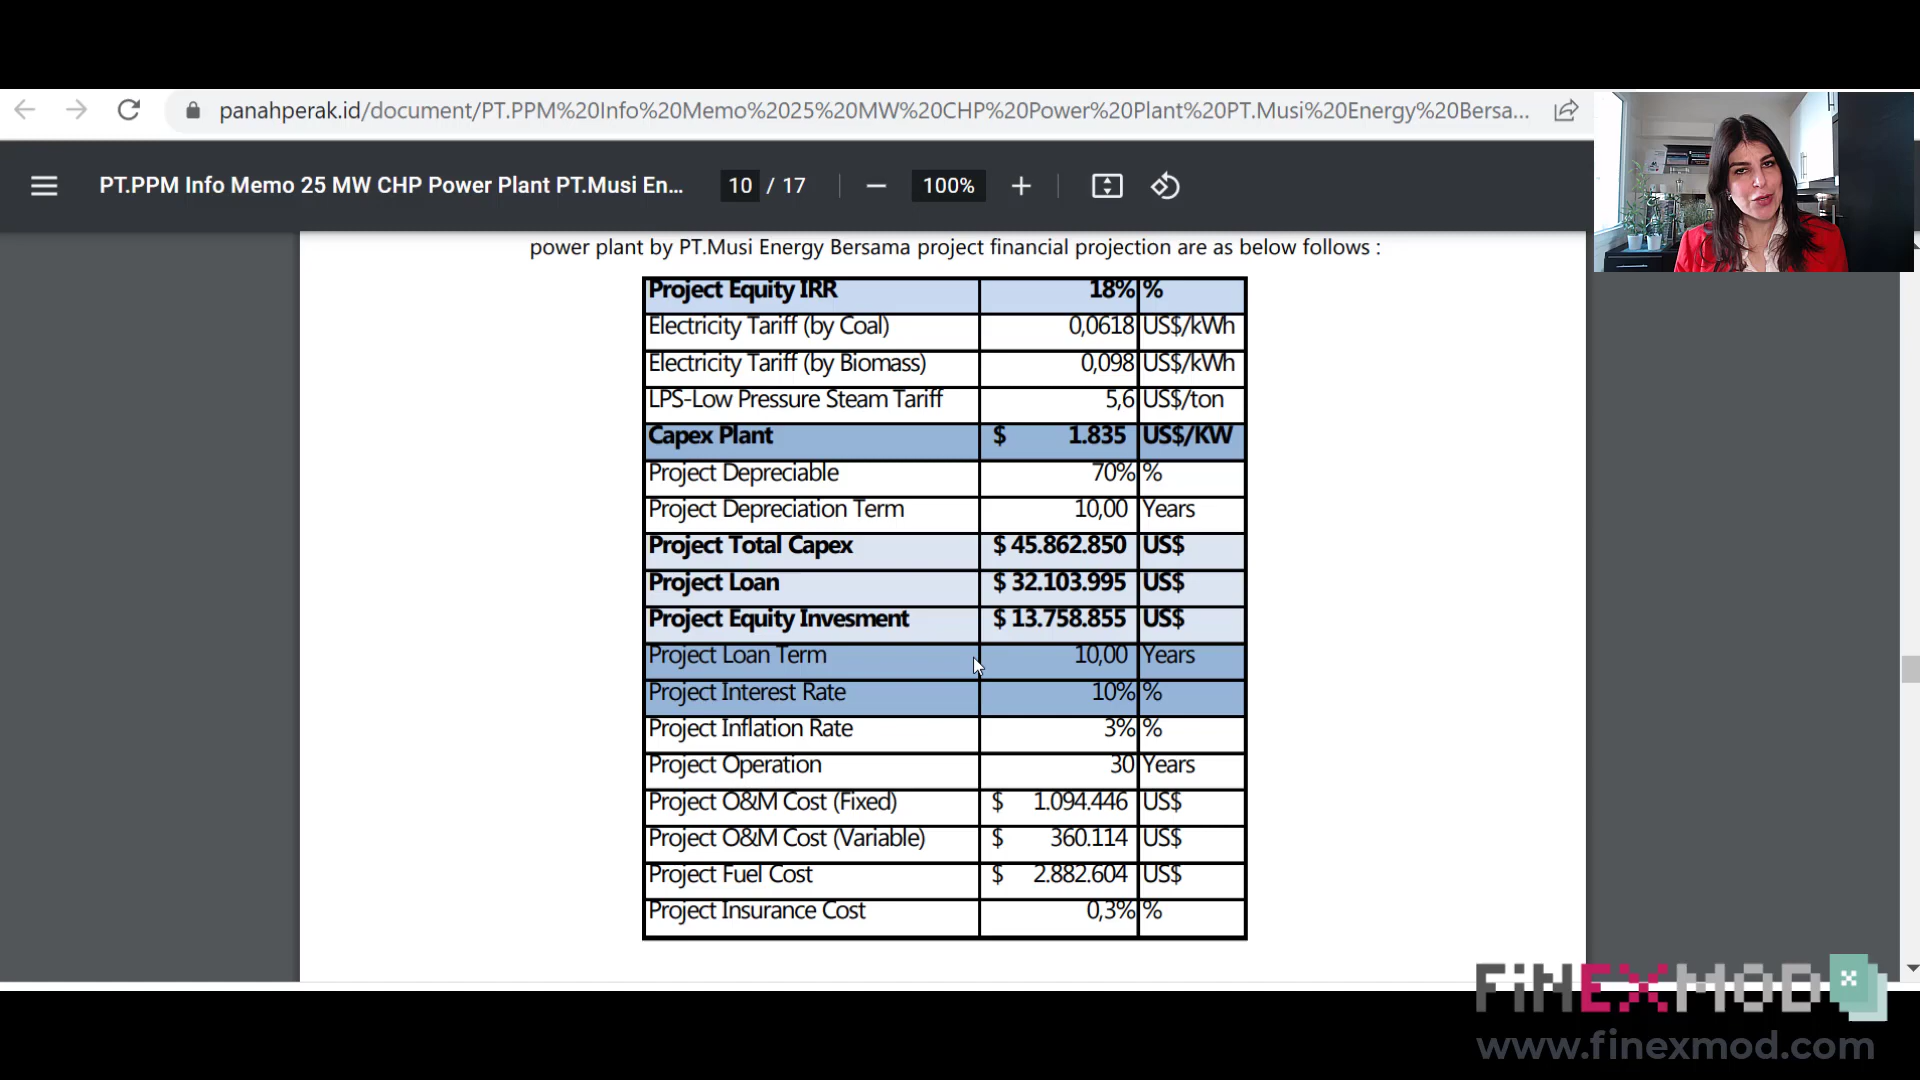 panahperak.id/document/PT.PPM%20Info%20Memo%2025%20MW%20CHP%20Power%20Plant%20PT.Musi%20Energy%20Bersa...
PT.PPM Info Memo 25 MW CHP Power Plant PT.Musi En... 10 / 17 − 100% +
power plant by PT.Musi Energy Bersama project financial projection are as below follows :
Project Equity IRR 18% %
Electricity Tariff (by Coal) 0,0618 US$/kWh
Electricity Tariff (by Biomass) 0,098 US$/kWh
LPS-Low Pressure Steam Tariff 5,6 US$/ton
Capex Plant $ 1.835 US$/KW
Project Depreciable 70% %
Project Depreciation Term 10,00 Years
Project Total Capex $ 45.862.850 US$
Project Loan $ 32.103.995 US$
Project Equity Invesment $ 13.758.855 US$
Project Loan Term 10,00 Years
Project Interest Rate 10% %
Project Inflation Rate 3% %
Project Operation 30 Years
Project O&M Cost (Fixed) $ 1.094.446 US$
Project O&M Cost (Variable) $ 360.114 US$
Project Fuel Cost $ 2.882.604 US$
Project Insurance Cost 0,3% %
FiNEXMOD
www.finexmod.com